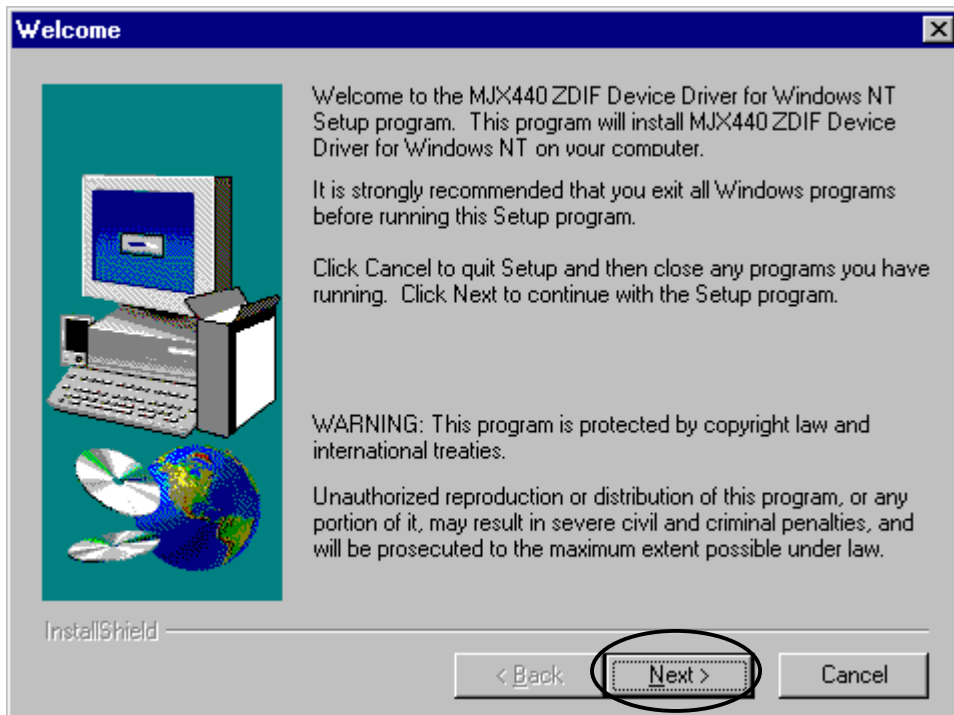 Welcome
Welcome to the MJX440 ZDIF Device Driver for Windows NT
Setup program. This program will install MJX440 ZDIF Device
Driver for Windows NT on your computer.
It is strongly recommended that you exit all Windows programs
before running this Setup program.
Click Cancel to quit Setup and then close any programs you have
running. Click Next to continue with the Setup program.
WARNING: This program is protected by copyright law and
international treaties.
Unauthorized reproduction or distribution of this program, or any
portion of it, may result in severe civil and criminal penalties, and
will be prosecuted to the maximum extent possible under law.
InstallShield
< Back
Next >
Cancel